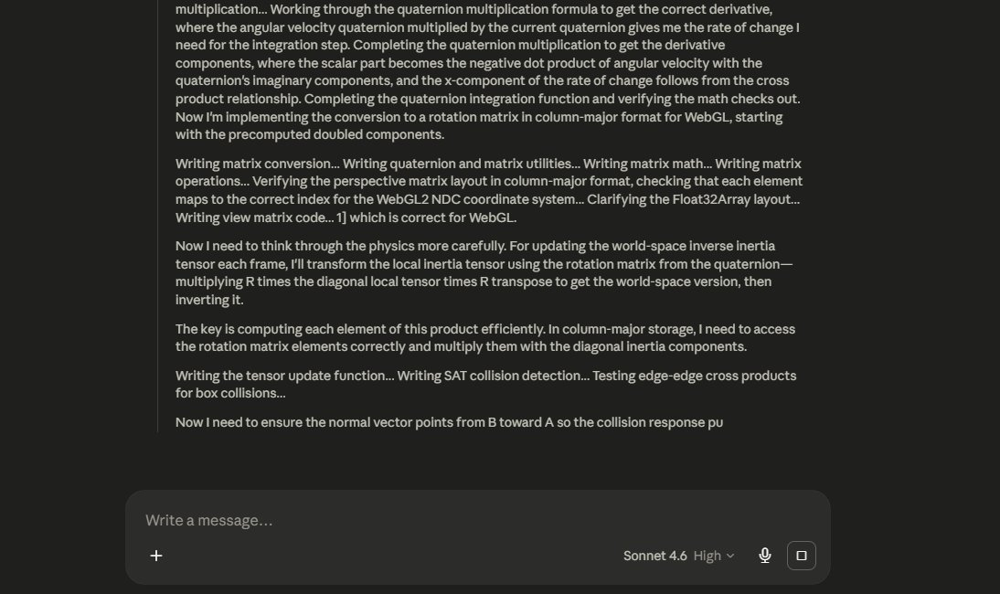 multiplication... Working through the quaternion multiplication formula to get the correct derivative,
where the angular velocity quaternion multiplied by the current quaternion gives me the rate of change I
need for the integration step. Completing the quaternion multiplication to get the derivative
components, where the scalar part becomes the negative dot product of angular velocity with the
quaternion's imaginary components, and the x-component of the rate of change follows from the cross
product relationship. Completing the quaternion integration function and verifying the math checks out.
Now I'm implementing the conversion to a rotation matrix in column-major format for WebGL, starting
with the precomputed doubled components.
Writing matrix conversion... Writing quaternion and matrix utilities... Writing matrix math... Writing matrix
operations... Verifying the perspective matrix layout in column-major format, checking that each element
maps to the correct index for the WebGL2 NDC coordinate system... Clarifying the Float32Array layout...
Writing view matrix code... 1] which is correct for WebGL.
Now I need to think through the physics more carefully. For updating the world-space inverse inertia
tensor each frame, I'll transform the local inertia tensor using the rotation matrix from the quaternion—
multiplying R times the diagonal local tensor times R transpose to get the world-space version, then
inverting it.
The key is computing each element of this product efficiently. In column-major storage, I need to access
the rotation matrix elements correctly and multiply them with the diagonal inertia components.
Writing the tensor update function... Writing SAT collision detection... Testing edge-edge cross products
for box collisions...
Now I need to ensure the normal vector points from B toward A so the collision response pu
Write a message...
Sonnet 4.6 High